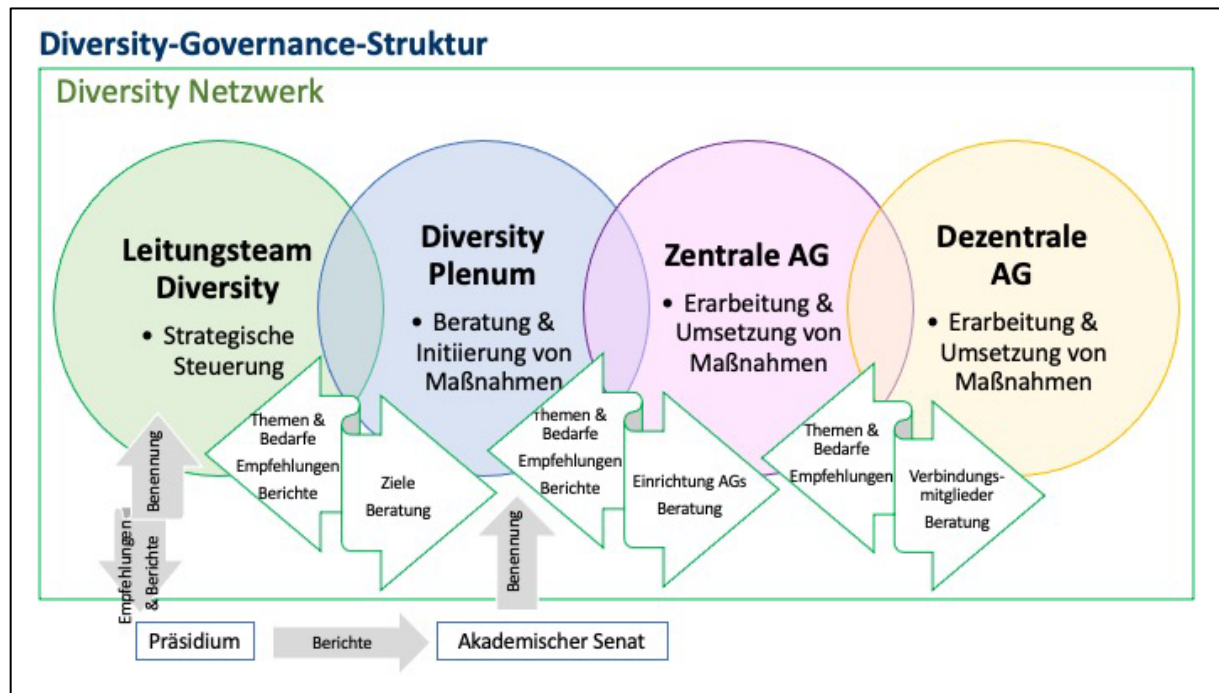 Diversity-Governance-Struktur
Diversity Netzwerk
Leitungsteam
Diversity
• Strategische
Steuerung
Diversity
Plenum
• Beratung &
Initiierung von
Maßnahmen
Zentrale AG
• Erarbeitung &
Umsetzung von
Maßnahmen
Dezentrale
AG
• Erarbeitung &
Umsetzung von
Maßnahmen
Themen &
Bedarfe
Empfehlungen
Berichte
Ziele
Beratung
Themen &
Bedarfe
Empfehlungen
Berichte
Einrichtung AGs
Beratung
Themen &
Bedarfe
Empfehlungen
Verbindungs-
mitglieder
Beratung
Benennung
Empfehlungen
& Berichte
Benennung
Präsidium
Berichte
Akademischer Senat